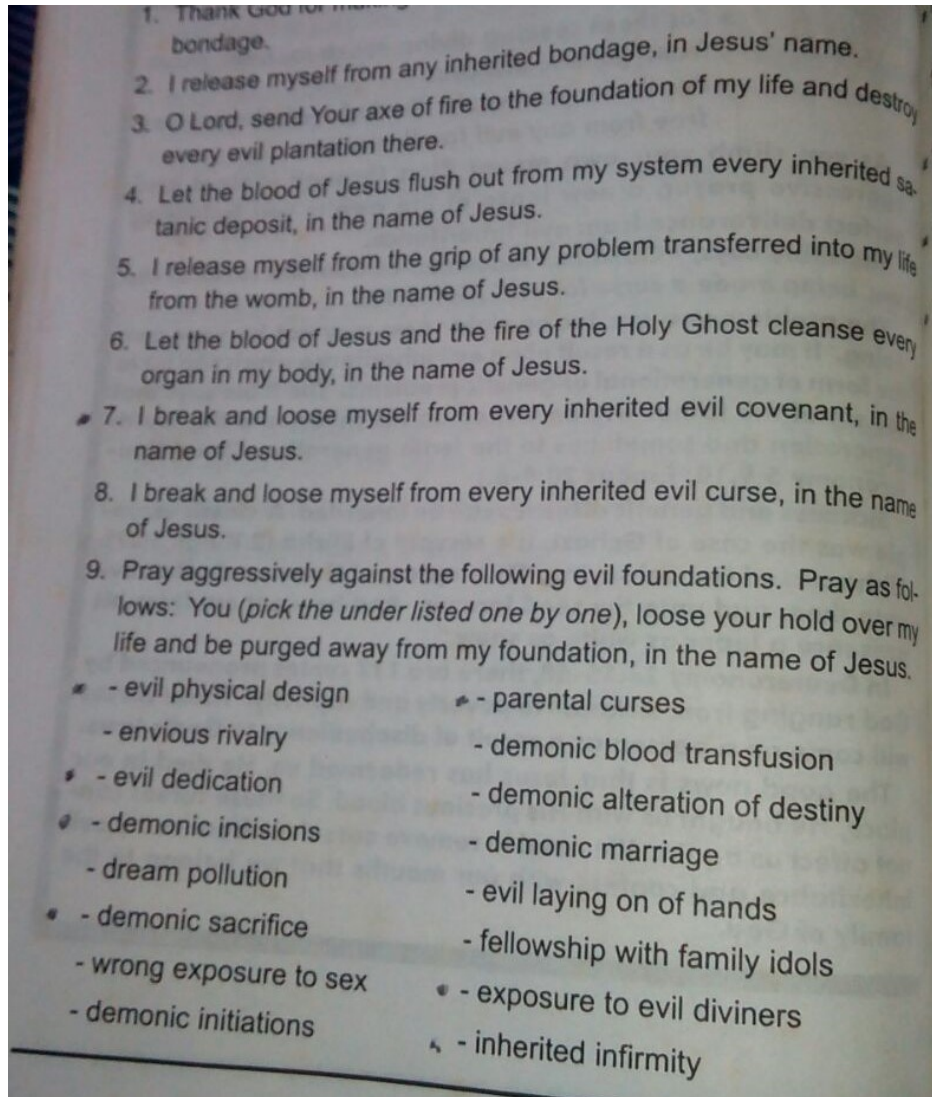 1. Thank God for
bondage.
2. I release myself from any inherited bondage, in Jesus' name.
3. O Lord, send Your axe of fire to the foundation of my life and destroy
every evil plantation there.
4. Let the blood of Jesus flush out from my system every inherited sa-
tanic deposit, in the name of Jesus.
5. I release myself from the grip of any problem transferred into my life
from the womb, in the name of Jesus.
6. Let the blood of Jesus and the fire of the Holy Ghost cleanse every
organ in my body, in the name of Jesus.
7. I break and loose myself from every inherited evil covenant, in the
name of Jesus.
8. I break and loose myself from every inherited evil curse, in the name
of Jesus.
9. Pray aggressively against the following evil foundations. Pray as fol-
lows: You (pick the under listed one by one), loose your hold over my
life and be purged away from my foundation, in the name of Jesus.
- evil physical design
- envious rivalry
- evil dedication
- demonic incisions
- dream pollution
- demonic sacrifice
- wrong exposure to sex
- demonic initiations
- parental curses
- demonic blood transfusion
- demonic alteration of destiny
- demonic marriage
- evil laying on of hands
- fellowship with family idols
- exposure to evil diviners
- inherited infirmity